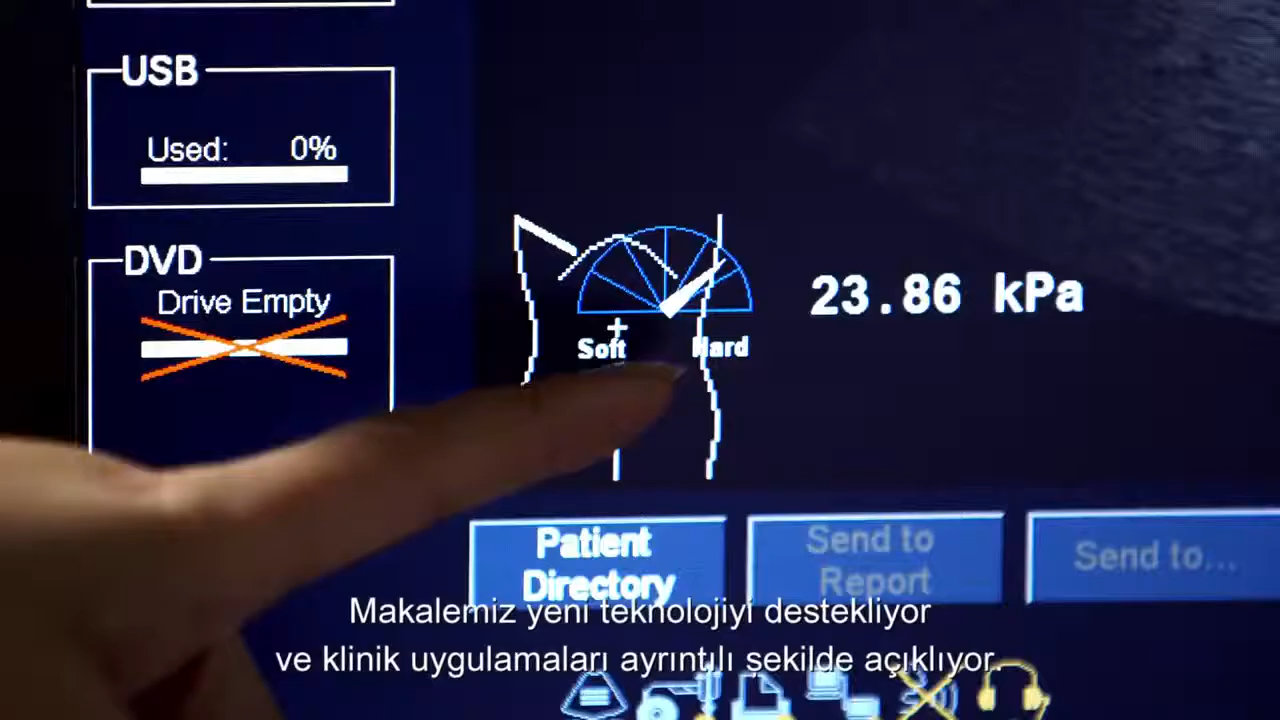 USB
Used: 0%
DVD
Drive Empty
Soft
Hard
23.86 kPa
Patient
Directory
Send to
Report
Send to...
Makalemiz yeni teknolojiyi destekliyor
ve klinik uygulamaları ayrıntılı şekilde açıklıyor.